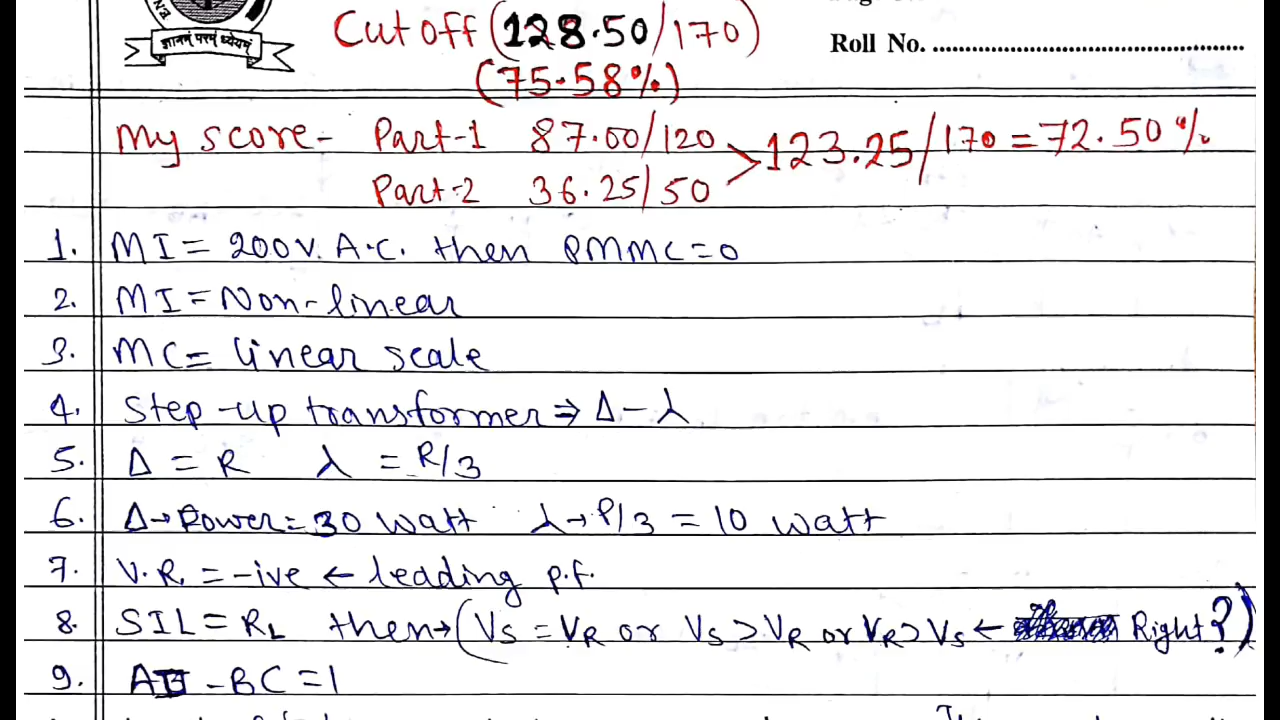 ज्ञानं परमं ध्येयम्
Cut off (128.50/170)
(75.58%)
Roll No. ................................................
My score - Part-1 87.00/120 > 123.25/170 = 72.50%
Part-2 36.25/50
1. MI = 200V. A.C. then PMMC = 0
2. MI = Non-linear
3. MC = linear scale
4. Step-up transformer ⇒ Δ - λ
5. Δ = R λ = R/3
6. Δ → Power = 30 watt λ → P/3 = 10 watt
7. V.R. = -ive ← leading p.f.
8. SIL = RL then → (VS = VR or VS > VR or VR > VS ← Right?)
9. AD - BC = 1